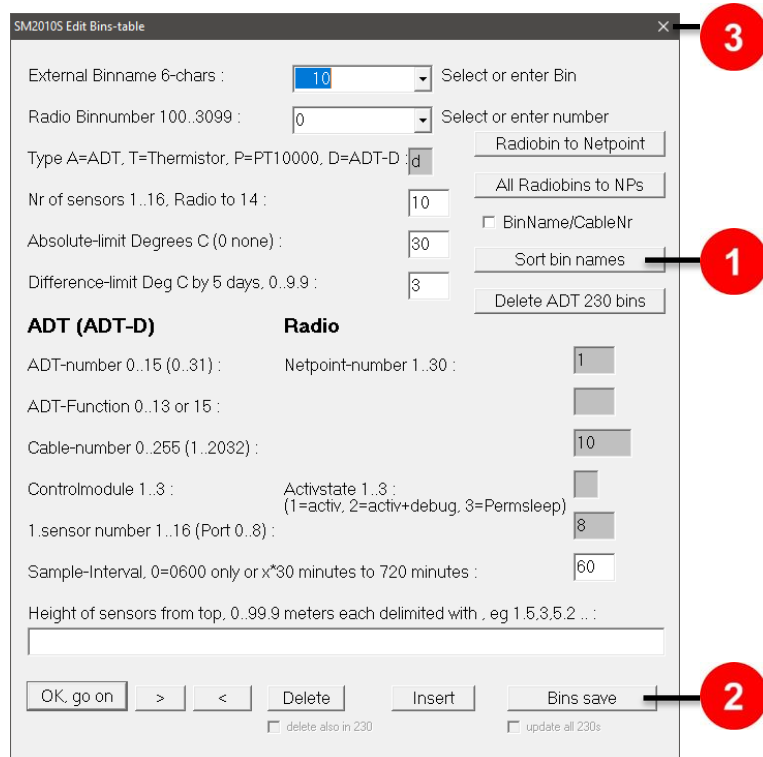 SM2010S Edit Bins-table
3
External Binname 6-chars : 10 Select or enter Bin
Radio Binnumber 100..3099 : 0 Select or enter number
Radiobin to Netpoint
Type A=ADT, T=Thermistor, P=PT10000, D=ADT-D : d
All Radiobins to NPs
Nr of sensors 1..16, Radio to 14 : 10
BinName/CableNr
Absolute-limit Degrees C (0 none) : 30
Sort bin names 1
Difference-limit Deg C by 5 days, 0..9.9 : 3
Delete ADT 230 bins
ADT (ADT-D) Radio
ADT-number 0..15 (0..31) : Netpoint-number 1..30 : 1
ADT-Function 0..13 or 15 :
Cable-number 0..255 (1..2032) : 10
Controlmodule 1..3 : Activstate 1..3 :
(1=activ, 2=activ+debug, 3=Permsleep)
1.sensor number 1..16 (Port 0..8) : 8
Sample-Interval, 0=0600 only or x*30 minutes to 720 minutes : 60
Height of sensors from top, 0..99.9 meters each delimited with , eg 1.5,3,5.2 .. :
OK, go on > < Delete Insert Bins save 2
delete also in 230 update all 230s